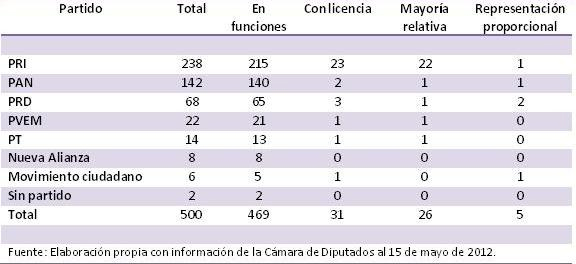 Partido Total En funciones Con licencia Mayoría relativa Representación proporcional
PRI 238 215 23 22 1
PAN 142 140 2 1 1
PRD 68 65 3 1 2
PVEM 22 21 1 1 0
PT 14 13 1 1 0
Nueva Alianza 8 8 0 0 0
Movimiento ciudadano 6 5 1 0 1
Sin partido 2 2 0 0 0
Total 500 469 31 26 5
Fuente: Elaboración propia con información de la Cámara de Diputados al 15 de mayo de 2012.